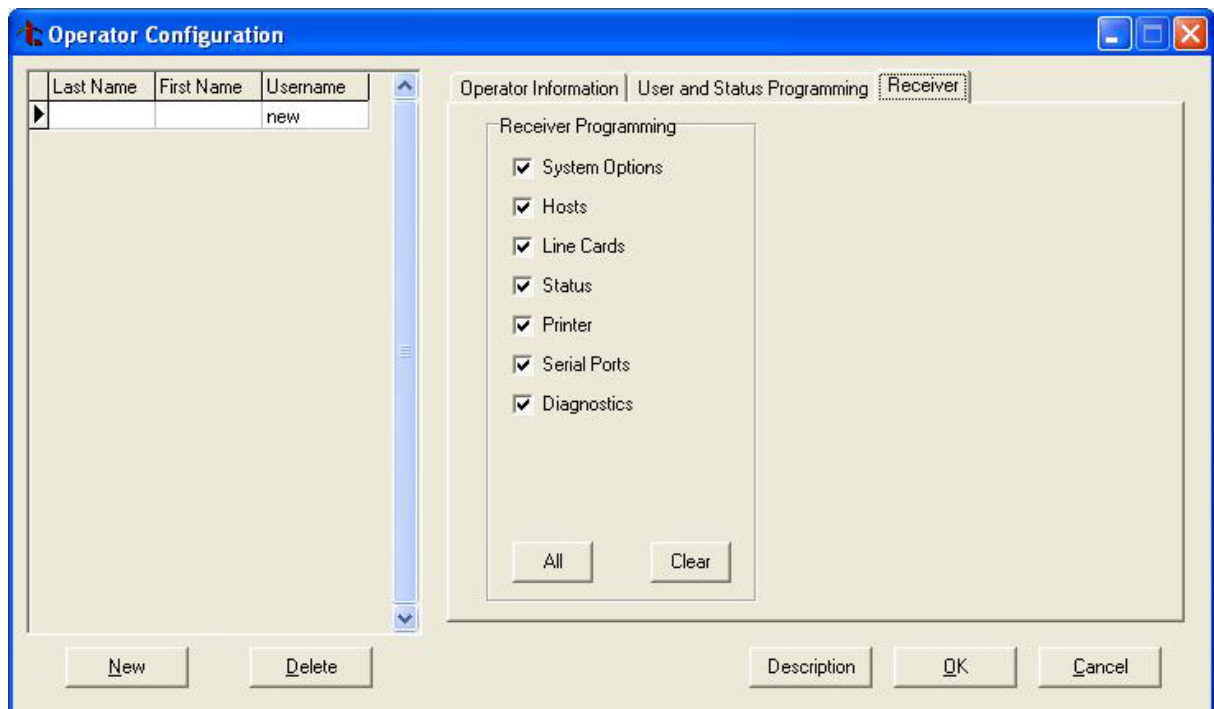 Operator Configuration
Last Name First Name Username
new
Operator Information User and Status Programming Receiver
Receiver Programming
System Options
Hosts
Line Cards
Status
Printer
Serial Ports
Diagnostics
All Clear
New Delete Description OK Cancel